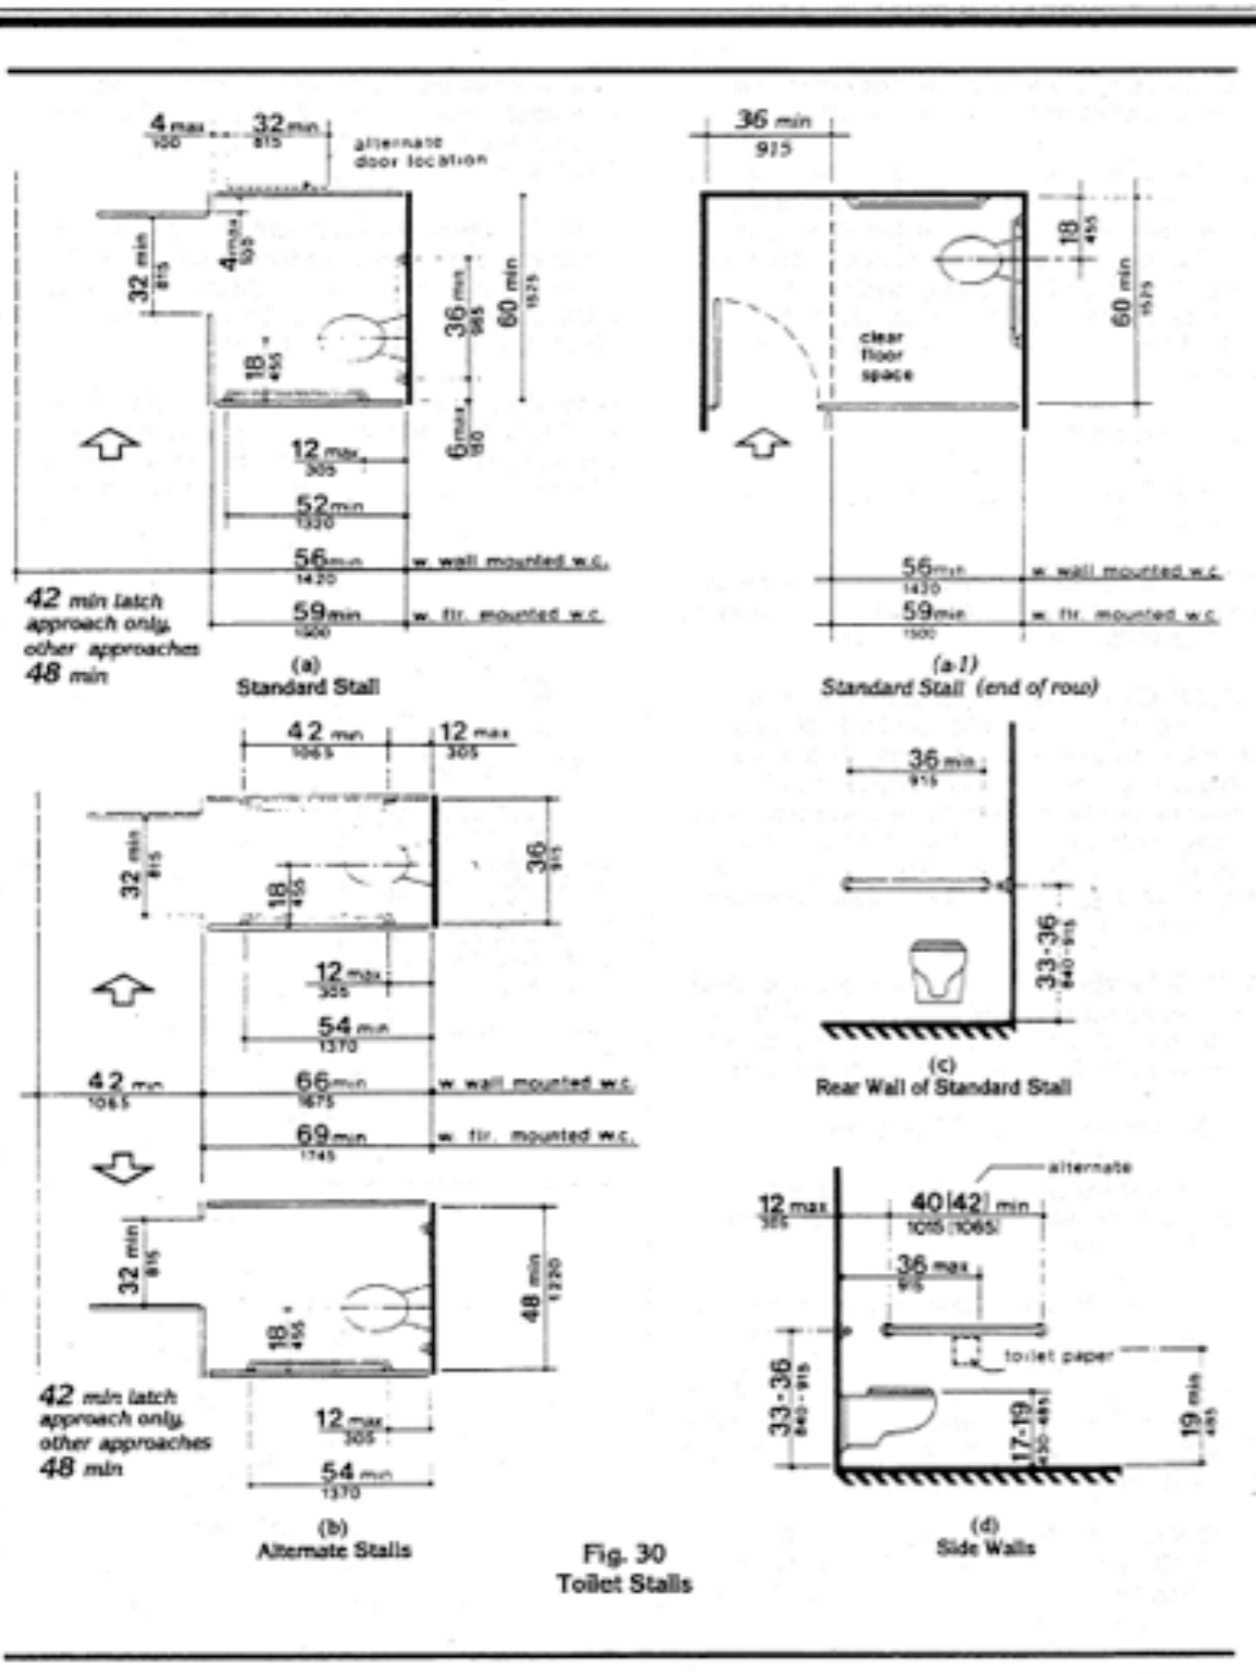 4 max
100
32 min
815
alternate
door location
32 min
815
4 max
105
36 min
965
60 min
1525
18
455
6 max
150
12 max
305
52 min
1320
56 min
1420
w. wall mounted w.c.
59 min
1500
w. flr. mounted w.c.
42 min latch
approach only,
other approaches
48 min
(a)
Standard Stall
36 min
915
18
455
60 min
1525
clear
floor
space
56 min
1420
w. wall mounted w.c.
59 min
1500
w. flr. mounted w.c.
(a-1)
Standard Stall (end of row)
42 min
1065
12 max
305
32 min
815
18
455
36
915
12 max
305
54 min
1370
42 min
1065
66 min
1675
w. wall mounted w.c.
69 min
1745
w. flr. mounted w.c.
32 min
815
18
455
48 min
1220
42 min latch
approach only,
other approaches
48 min
12 max
305
54 min
1370
(b)
Alternate Stalls
36 min
915
33-36
840-915
(c)
Rear Wall of Standard Stall
alternate
12 max
305
40 (42) min
1015 (1065)
36 max
915
toilet paper
33-36
840-915
17-19
430-485
19 min
485
(d)
Side Walls
Fig. 30
Toilet Stalls